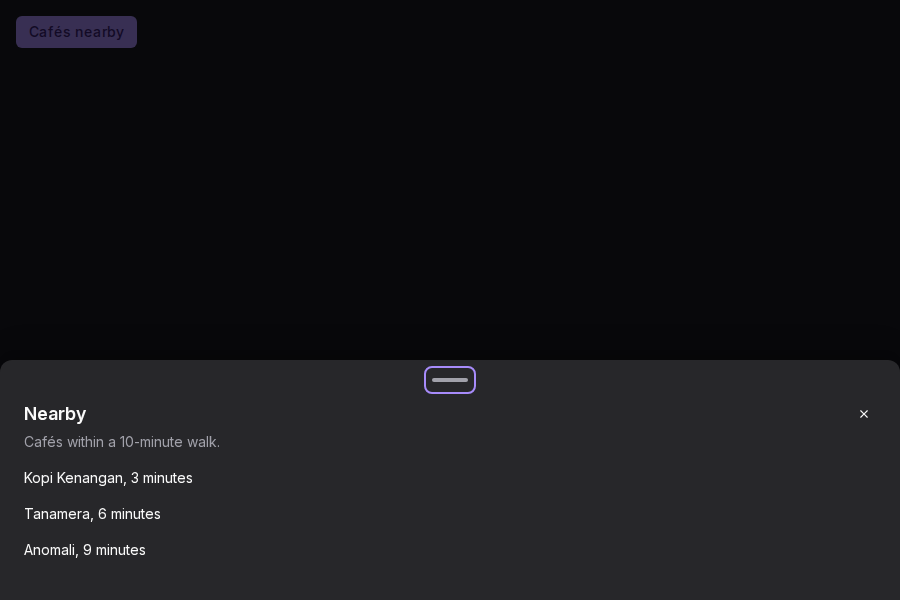 Cafés nearby
Nearby
Cafés within a 10-minute walk.
Kopi Kenangan, 3 minutes
Tanamera, 6 minutes
Anomali, 9 minutes